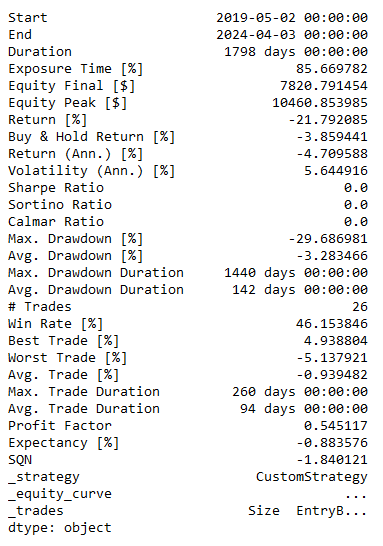 Start 2019-05-02 00:00:00
End 2024-04-03 00:00:00
Duration 1798 days 00:00:00
Exposure Time [%] 85.669782
Equity Final [$] 7820.791454
Equity Peak [$] 10460.853985
Return [%] -21.792085
Buy & Hold Return [%] -3.859441
Return (Ann.) [%] -4.709588
Volatility (Ann.) [%] 5.644916
Sharpe Ratio 0.0
Sortino Ratio 0.0
Calmar Ratio 0.0
Max. Drawdown [%] -29.686981
Avg. Drawdown [%] -3.283466
Max. Drawdown Duration 1440 days 00:00:00
Avg. Drawdown Duration 142 days 00:00:00
# Trades 26
Win Rate [%] 46.153846
Best Trade [%] 4.938804
Worst Trade [%] -5.137921
Avg. Trade [%] -0.939482
Max. Trade Duration 260 days 00:00:00
Avg. Trade Duration 94 days 00:00:00
Profit Factor 0.545117
Expectancy [%] -0.883576
SQN -1.840121
_strategy CustomStrategy
_equity_curve ...
_trades Size EntryB...
dtype: object